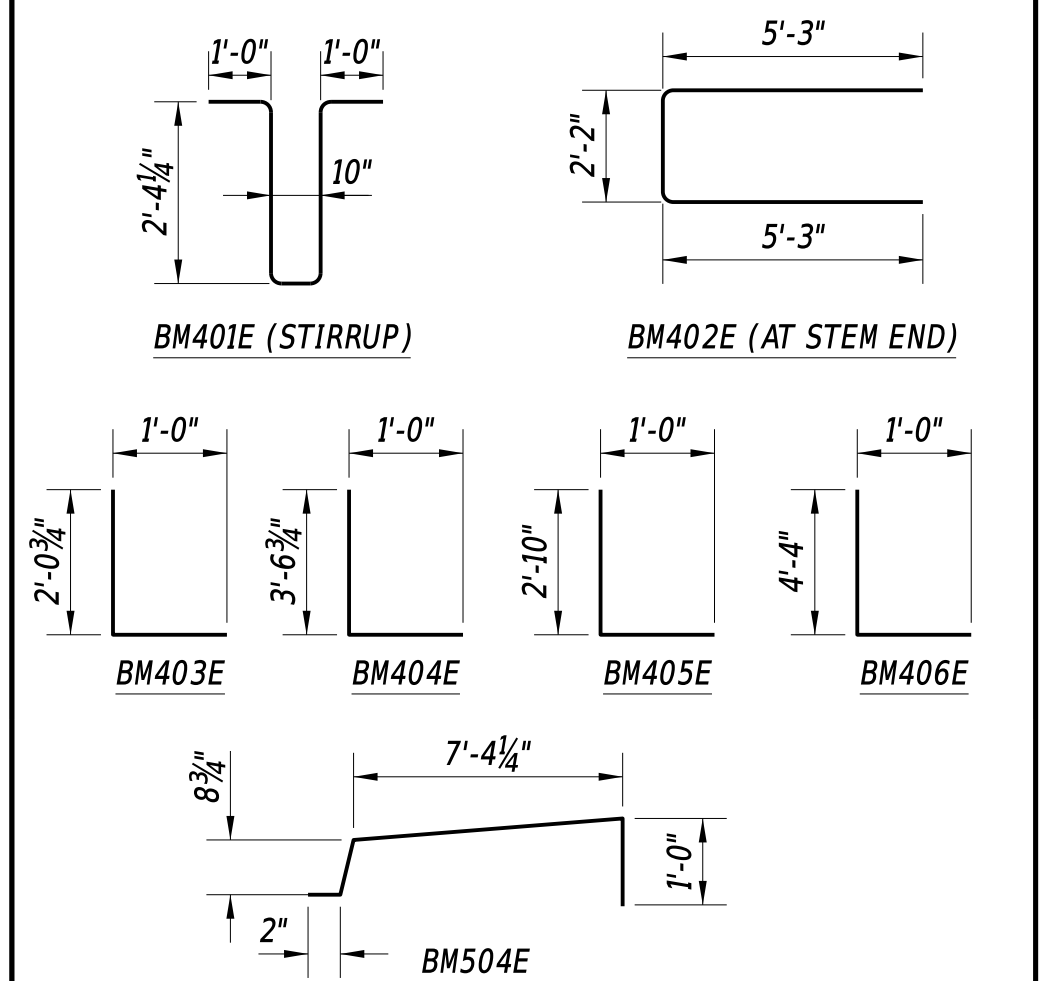 1'-0" 1'-0"
2'-4¼"
10"
BM401E (STIRRUP)
5'-3"
2'-2"
5'-3"
BM402E (AT STEM END)
1'-0"
2'-0¾"
BM403E
1'-0"
3'-6¾"
BM404E
1'-0"
2'-10"
BM405E
1'-0"
4'-4"
BM406E
7'-4¼"
8¾"
1'-0"
2"
BM504E